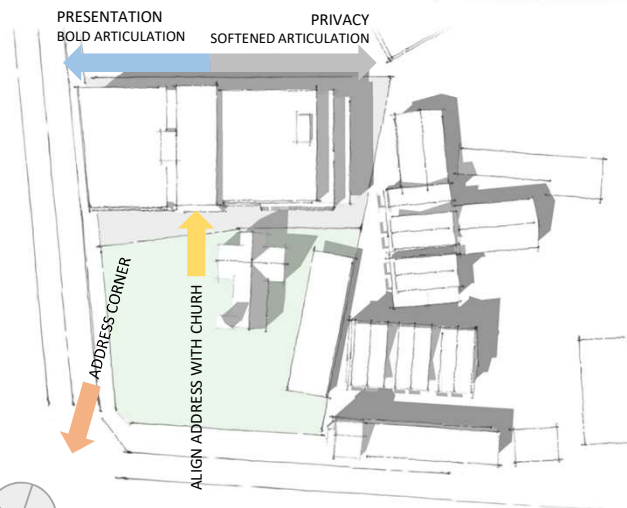 PRESENTATION
BOLD ARTICULATION
PRIVACY
SOFTENED ARTICULATION
ADDRESS CORNER
ALIGN ADDRESS WITH CHURH